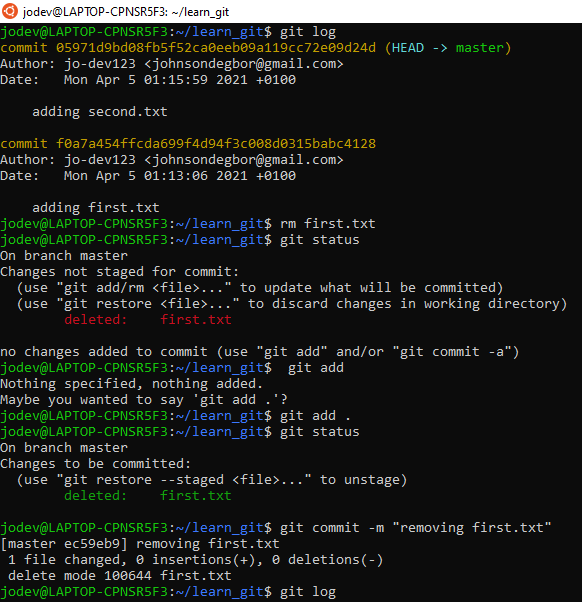 jodev@LAPTOP-CPNSR5F3: ~/learn_git
jodev@LAPTOP-CPNSR5F3:~/learn_git$ git log
commit 05971d9bd08fb5f52ca0eeb09a119cc72e09d24d (HEAD -> master)
Author: jo-dev123 <johnsondegbor@gmail.com>
Date:   Mon Apr 5 01:15:59 2021 +0100
    adding second.txt
commit f0a7a454ffcda699f4d94f3c008d0315babc4128
Author: jo-dev123 <johnsondegbor@gmail.com>
Date:   Mon Apr 5 01:13:06 2021 +0100
    adding first.txt
jodev@LAPTOP-CPNSR5F3:~/learn_git$ rm first.txt
jodev@LAPTOP-CPNSR5F3:~/learn_git$ git status
On branch master
Changes not staged for commit:
  (use "git add/rm <file>..." to update what will be committed)
  (use "git restore <file>..." to discard changes in working directory)
        deleted:    first.txt
no changes added to commit (use "git add" and/or "git commit -a")
jodev@LAPTOP-CPNSR5F3:~/learn_git$  git add
Nothing specified, nothing added.
Maybe you wanted to say 'git add .'?
jodev@LAPTOP-CPNSR5F3:~/learn_git$ git add .
jodev@LAPTOP-CPNSR5F3:~/learn_git$ git status
On branch master
Changes to be committed:
  (use "git restore --staged <file>..." to unstage)
        deleted:    first.txt
jodev@LAPTOP-CPNSR5F3:~/learn_git$ git commit -m "removing first.txt"
[master ec59eb9] removing first.txt
 1 file changed, 0 insertions(+), 0 deletions(-)
 delete mode 100644 first.txt
jodev@LAPTOP-CPNSR5F3:~/learn_git$ git log